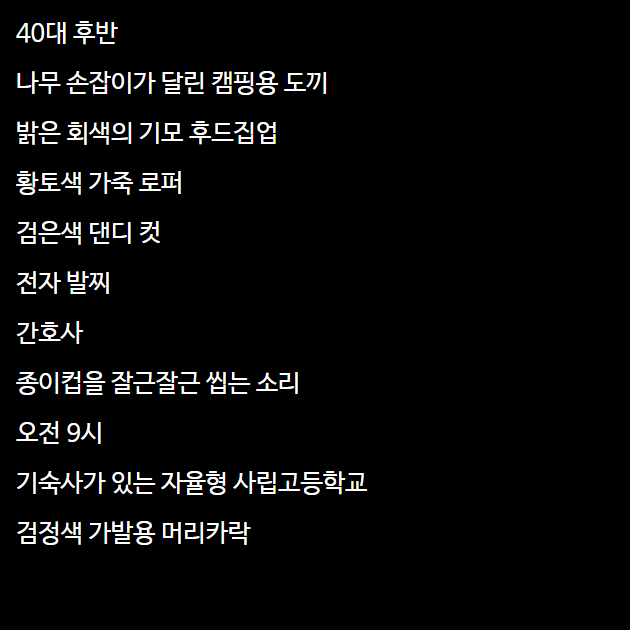 40대 후반
나무 손잡이가 달린 캠핑용 도끼
밝은 회색의 기모 후드집업
황토색 가죽 로퍼
검은색 댄디 컷
전자 발찌
간호사
종이컵을 잘근잘근 씹는 소리
오전 9시
기숙사가 있는 자율형 사립고등학교
검정색 가발용 머리카락